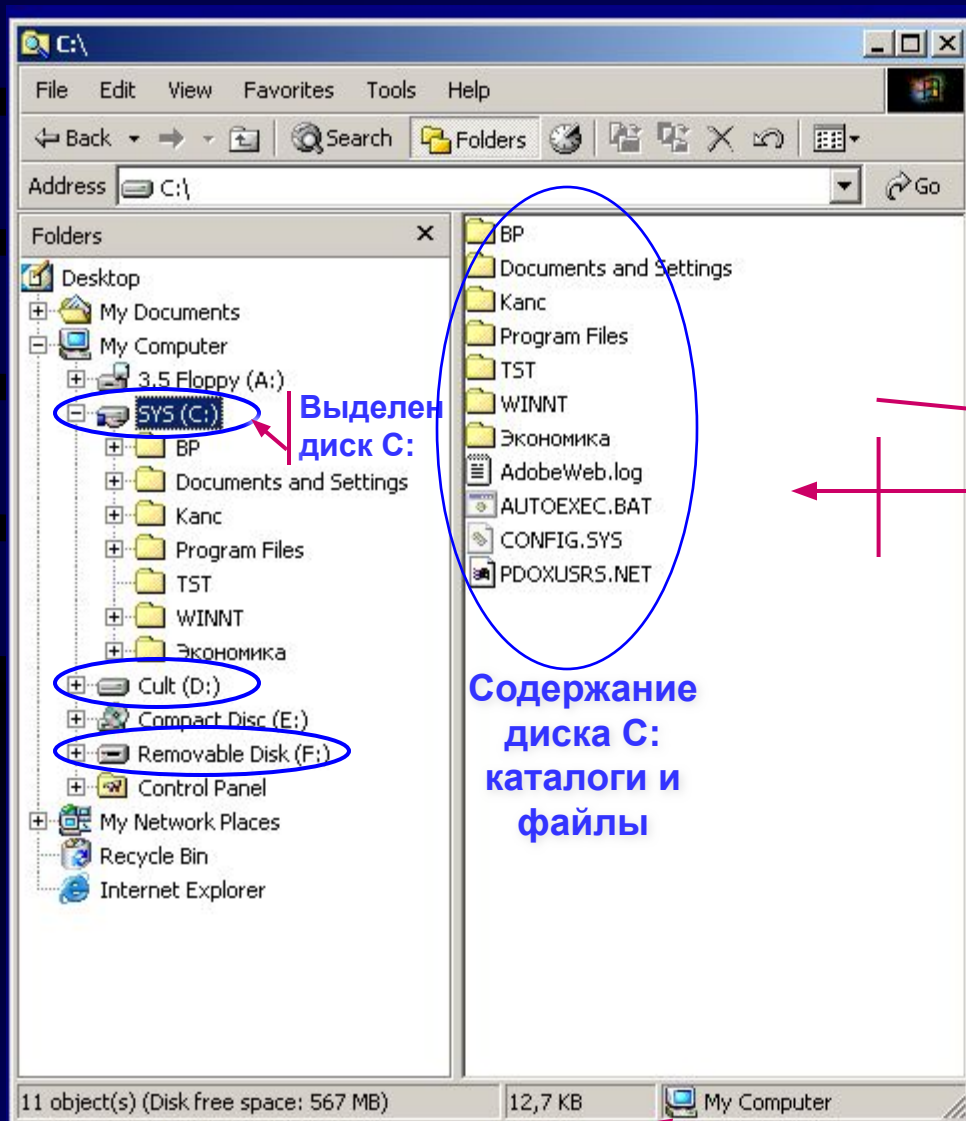 C:\
File Edit View Favorites Tools Help
Back Search Folders
Address C:\ Go
Folders
Desktop
My Documents
My Computer
3.5 Floppy (A:)
SYS (C:)
BP
Documents and Settings
Kanc
Program Files
TST
WINNT
Экономика
Cult (D:)
Compact Disc (E:)
Removable Disk (F:)
Control Panel
My Network Places
Recycle Bin
Internet Explorer
Выделен
диск C:
BP
Documents and Settings
Kanc
Program Files
TST
WINNT
Экономика
AdobeWeb.log
AUTOEXEC.BAT
CONFIG.SYS
PDOXUSRS.NET
Содержание
диска C:
каталоги и
файлы
11 object(s) (Disk free space: 567 MB) 12,7 KB My Computer